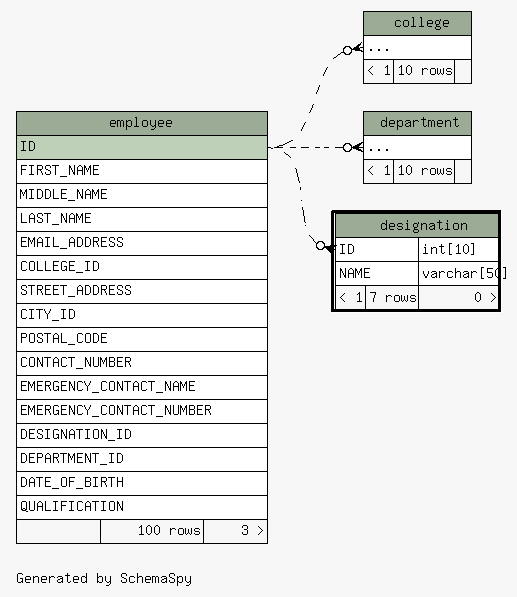 college
...
< 1 10 rows
employee
ID
FIRST_NAME
MIDDLE_NAME
LAST_NAME
EMAIL_ADDRESS
COLLEGE_ID
STREET_ADDRESS
CITY_ID
POSTAL_CODE
CONTACT_NUMBER
EMERGENCY_CONTACT_NAME
EMERGENCY_CONTACT_NUMBER
DESIGNATION_ID
DEPARTMENT_ID
DATE_OF_BIRTH
QUALIFICATION
100 rows 3 >
department
...
< 1 10 rows
designation
ID int[10]
NAME varchar[50]
< 1 7 rows 0 >
Generated by SchemaSpy